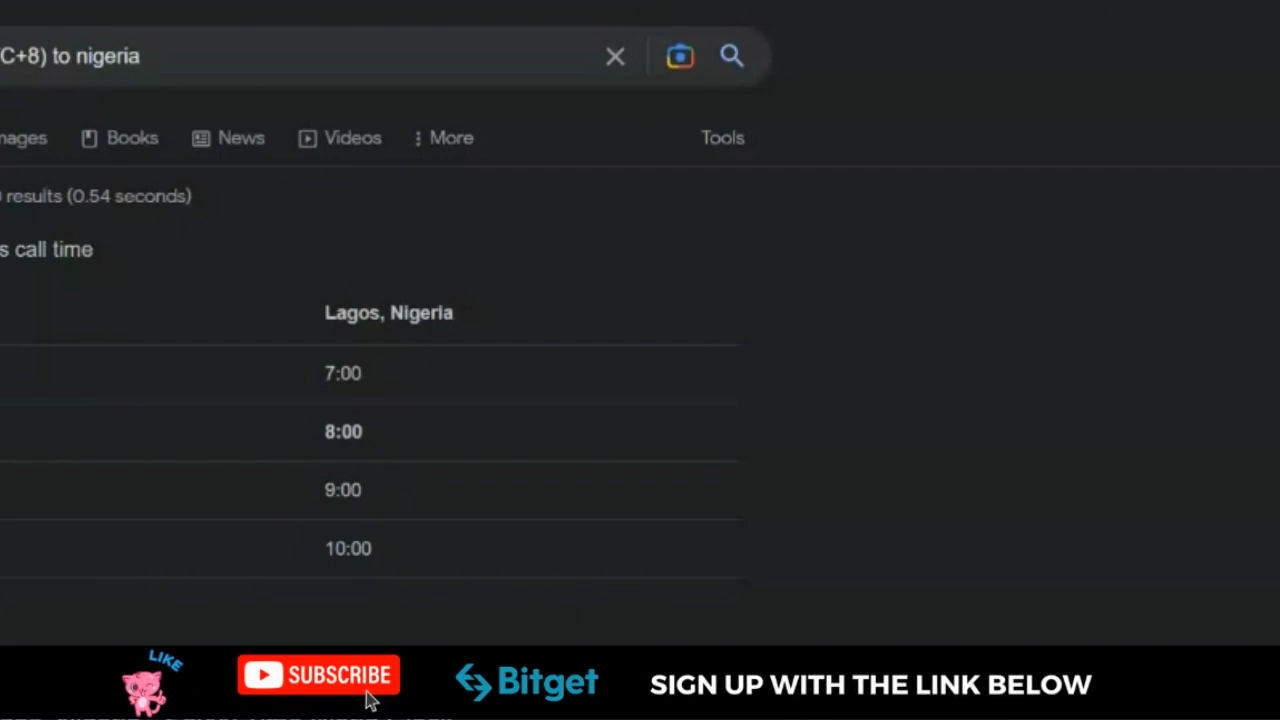 C+8) to nigeria
mages Books News Videos More Tools
results (0.54 seconds)
s call time
Lagos, Nigeria
7:00
8:00
9:00
10:00
LIKE SUBSCRIBE Bitget SIGN UP WITH THE LINK BELOW